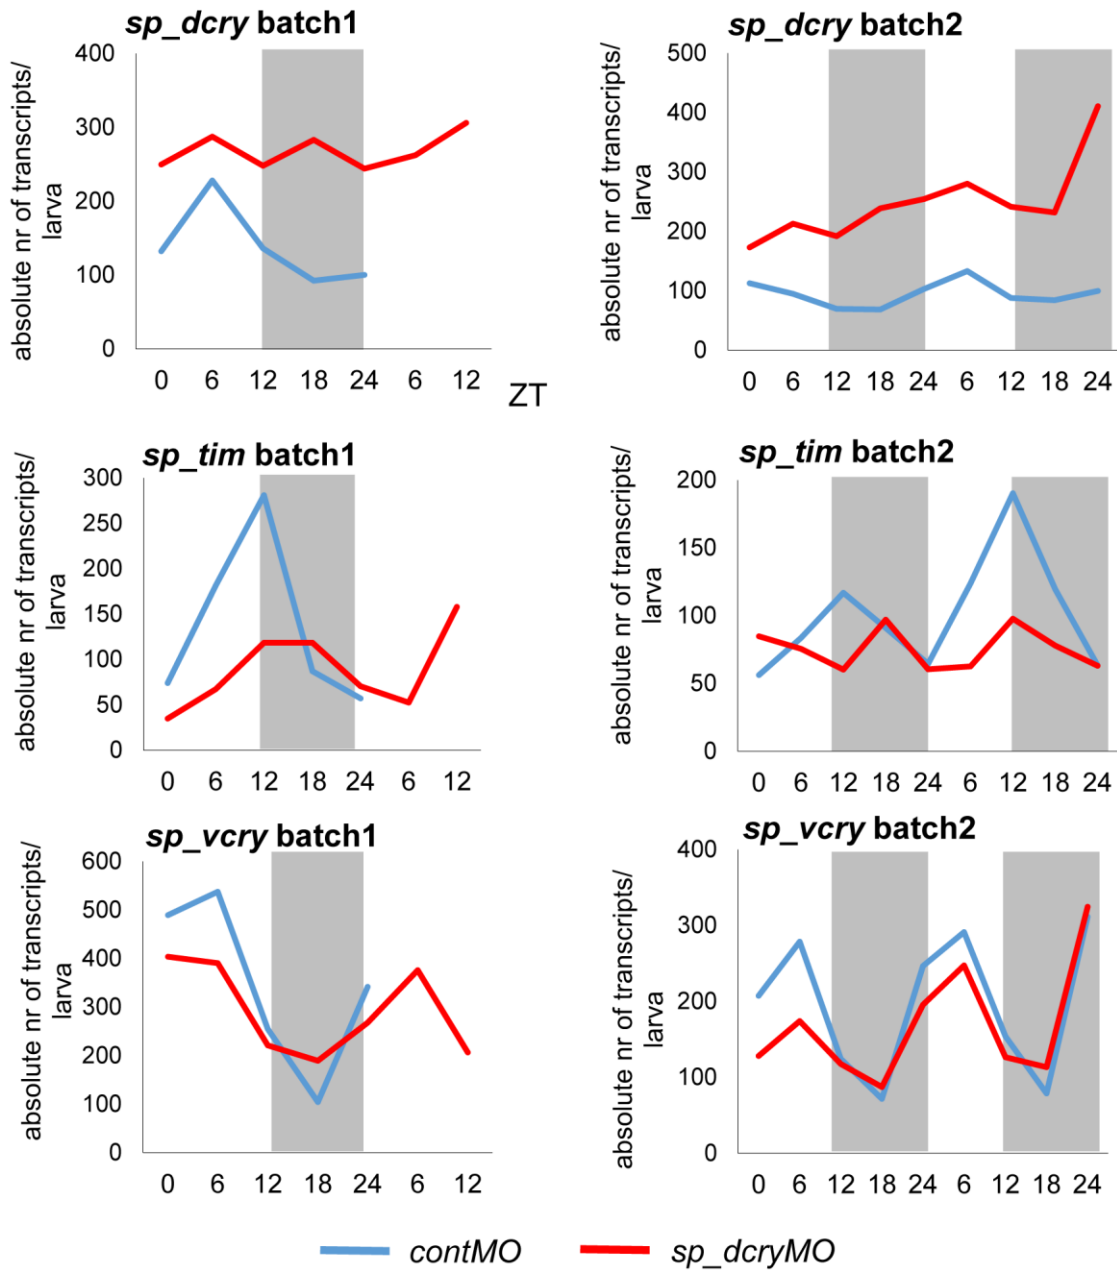 sp_dcry batch1
absolute nr of transcripts/
larva
400
300
200
100
0
0 6 12 18 24 6 12
ZT
sp_dcry batch2
absolute nr of transcripts/
larva
500
400
300
200
100
0
0 6 12 18 24 6 12 18 24
sp_tim batch1
absolute nr of transcripts/
larva
300
250
200
150
100
50
0
0 6 12 18 24 6 12
sp_tim batch2
absolute nr of transcripts/
larva
200
150
100
50
0
0 6 12 18 24 6 12 18 24
sp_vcry batch1
absolute nr of transcripts/
larva
600
500
400
300
200
100
0
0 6 12 18 24 6 12
sp_vcry batch2
absolute nr of transcripts/
larva
400
300
200
100
0
0 6 12 18 24 6 12 18 24
contMO
sp_dcryMO